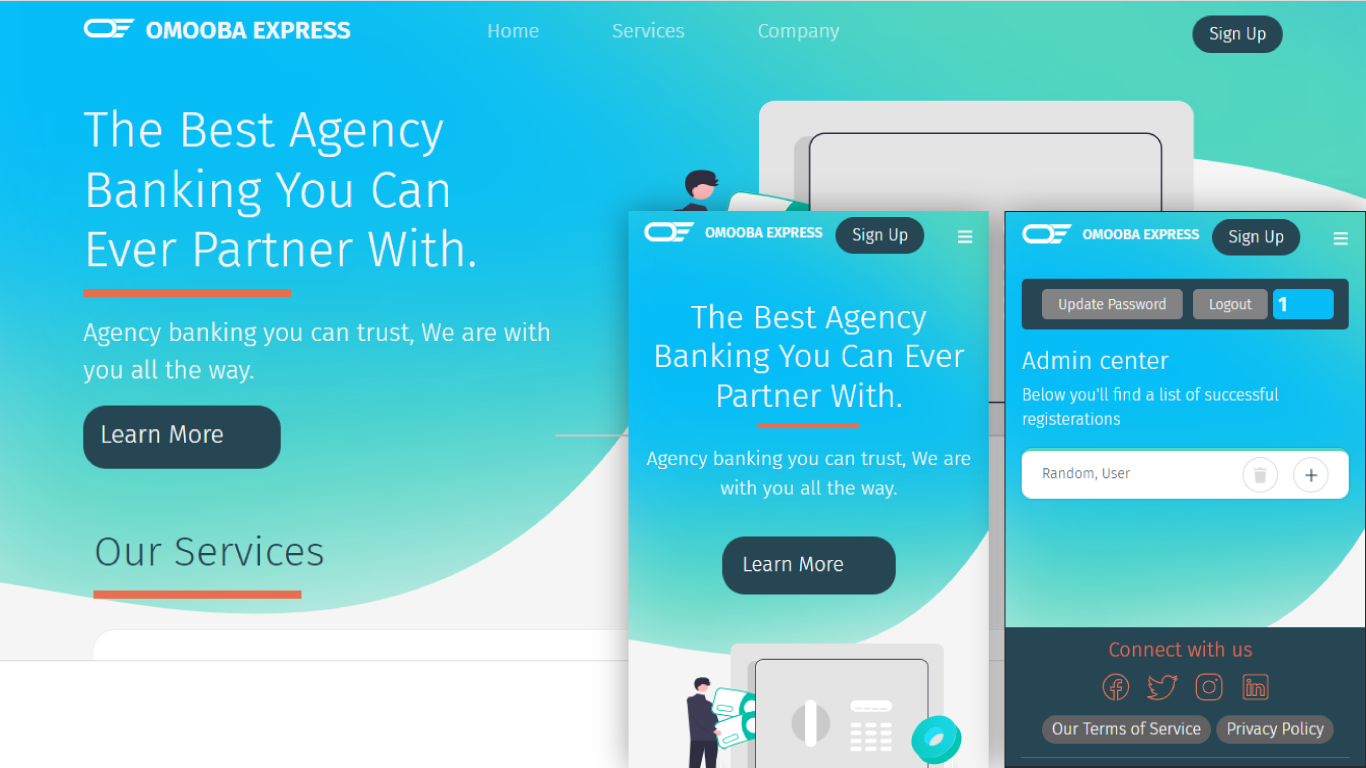 OMOOBA EXPRESS
Home
Services
Company
Sign Up
The Best Agency
Banking You Can
Ever Partner With.
Agency banking you can trust, We are with
you all the way.
Learn More
Our Services
OMOOBA EXPRESS
Sign Up
The Best Agency
Banking You Can Ever
Partner With.
Agency banking you can trust, We are
with you all the way.
Learn More
OMOOBA EXPRESS
Sign Up
Update Password
Logout
1
Admin center
Below you'll find a list of successful
registerations
Random, User
Connect with us
Our Terms of Service
Privacy Policy